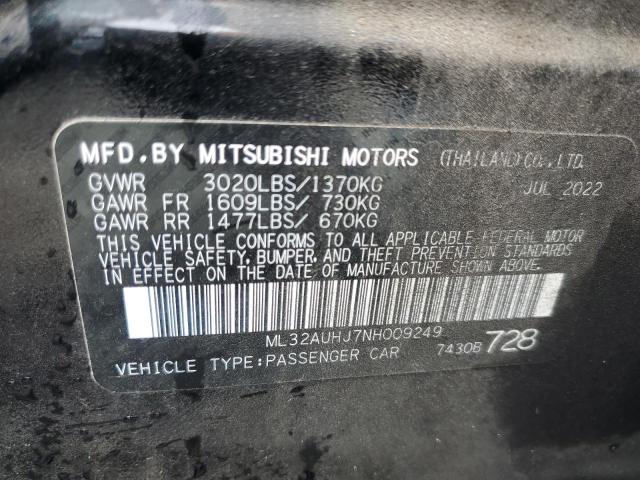 MFD.BY MITSUBISHI MOTORS (THAILAND)CO.,LTD.
GVWR 3020LBS/1370KG JUL 2022
GAWR FR 1609LBS/ 730KG
GAWR RR 1477LBS/ 670KG
THIS VEHICLE CONFORMS TO ALL APPLICABLE FEDERAL MOTOR
VEHICLE SAFETY, BUMPER, AND THEFT PREVENTION STANDARDS
IN EFFECT ON THE DATE OF MANUFACTURE SHOWN ABOVE.
ML32AUHJ7NH009249
VEHICLE TYPE:PASSENGER CAR 7430B 728